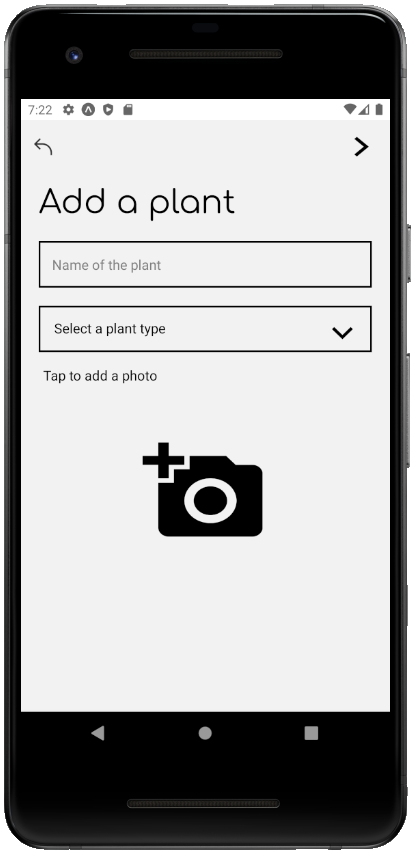 7:22
Add a plant
Name of the plant
Select a plant type
Tap to add a photo